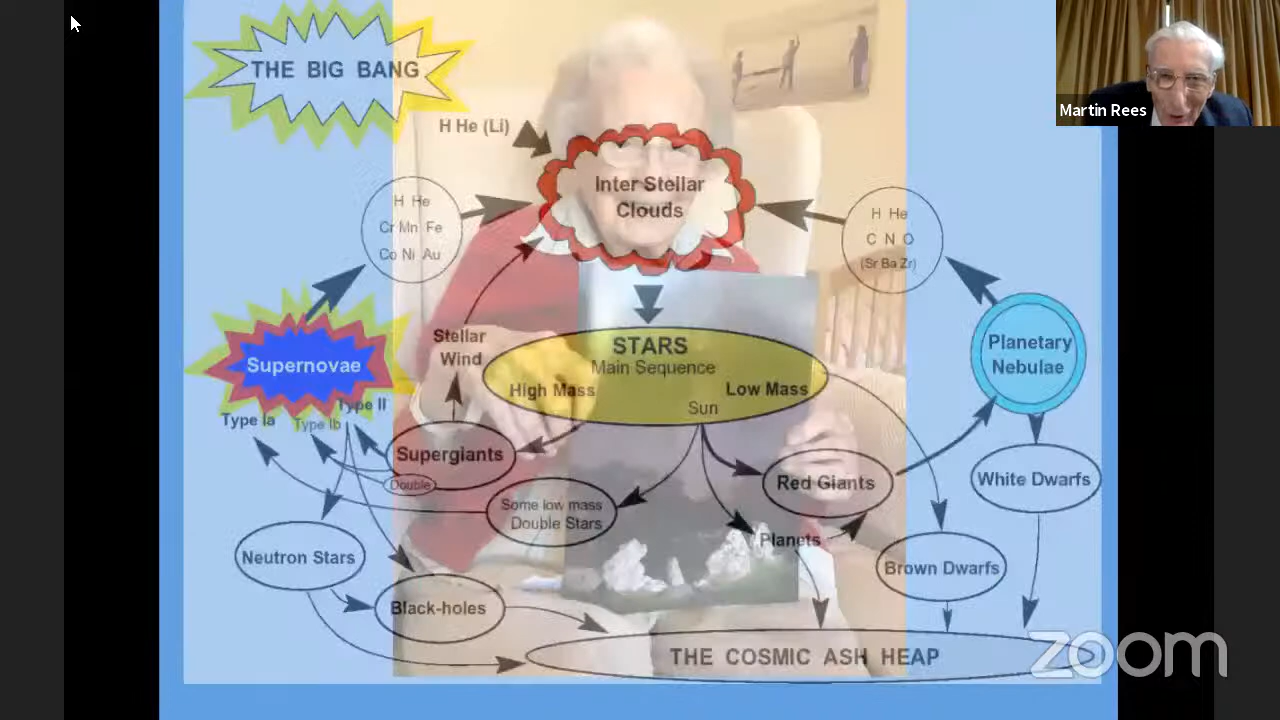 THE BIG BANG
Martin Rees
H He (Li)
Inter Stellar
Clouds
H He
Cr Mn Fe
Co Ni Au
H He
C N O
(Sr Ba Zr)
Supernovae
Type Ia
Type Ib
Type II
Stellar
Wind
STARS
Main Sequence
High Mass
Low Mass
Sun
Planetary
Nebulae
Supergiants
Double
Some low mass
Double Stars
Red Giants
White Dwarfs
Planets
Neutron Stars
Brown Dwarfs
Black-holes
THE COSMIC ASH HEAP
zoom